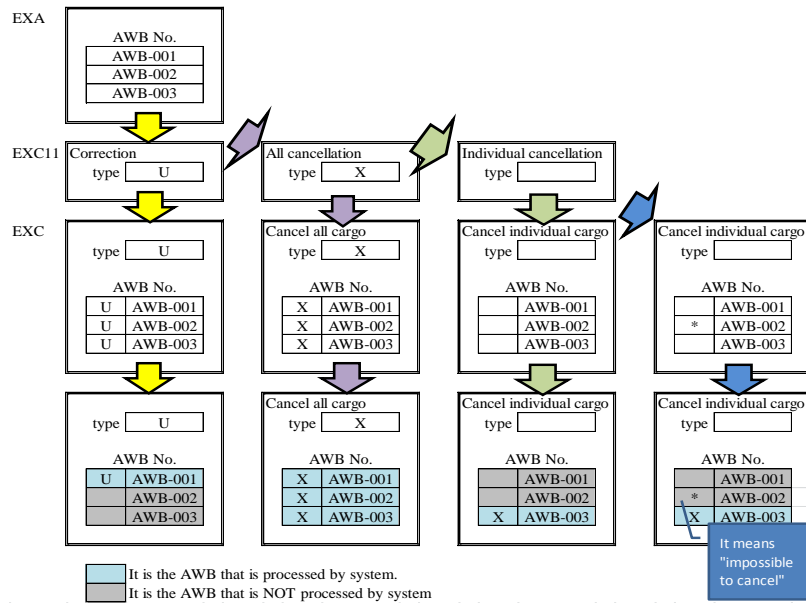 EXA
AWB No.
AWB-001
AWB-002
AWB-003
EXC11
Correction
type U
All cancellation
type X
Individual cancellation
type
EXC
type U
AWB No.
U AWB-001
U AWB-002
U AWB-003
Cancel all cargo
type X
AWB No.
X AWB-001
X AWB-002
X AWB-003
Cancel individual cargo
type
AWB No.
AWB-001
AWB-002
AWB-003
Cancel individual cargo
type
AWB No.
AWB-001
* AWB-002
AWB-003
type U
AWB No.
U AWB-001
AWB-002
AWB-003
Cancel all cargo
type X
AWB No.
X AWB-001
X AWB-002
X AWB-003
Cancel individual cargo
type
AWB No.
AWB-001
AWB-002
X AWB-003
Cancel individual cargo
type
AWB No.
AWB-001
* AWB-002
X AWB-003
It means
"impossible
to cancel"
It is the AWB that is processed by system.
It is the AWB that is NOT processed by system